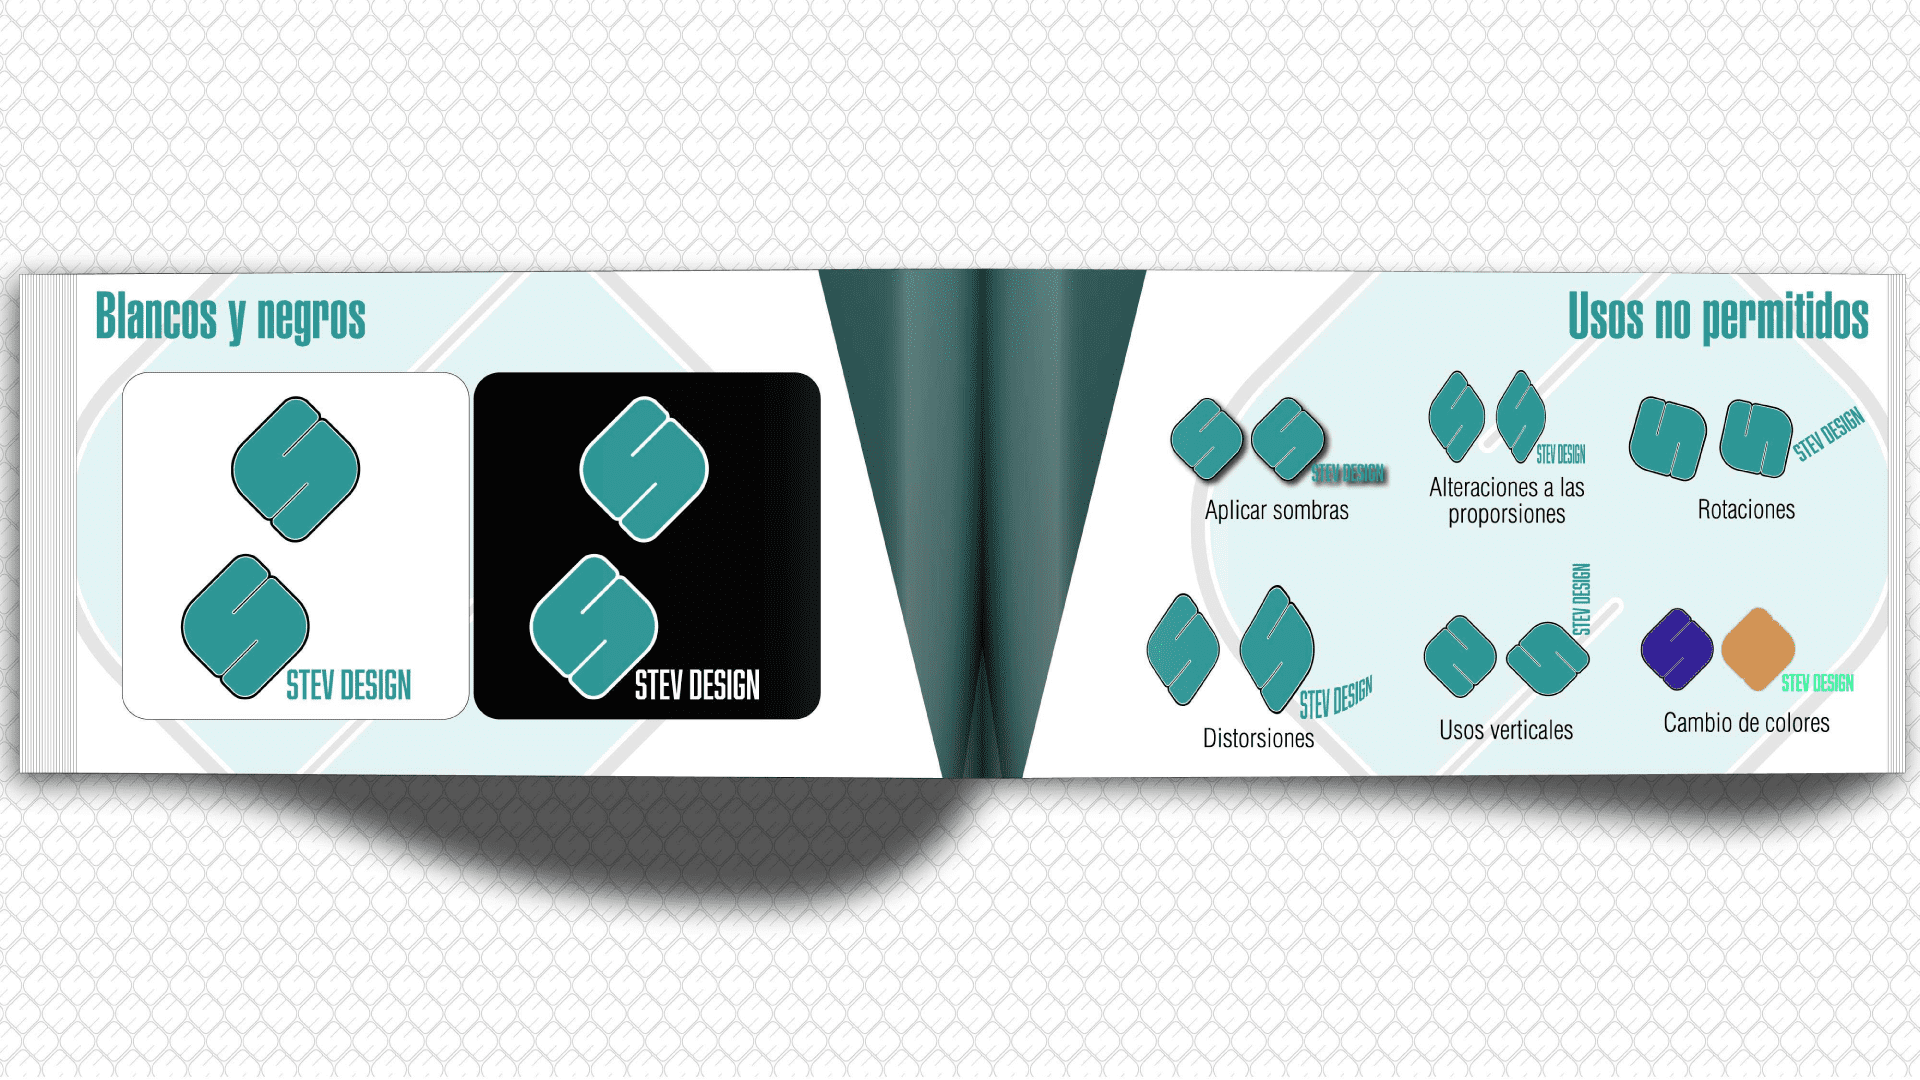 Blancos y negros
STEV DESIGN
STEV DESIGN
Usos no permitidos
STEV DESIGN
Aplicar sombras
STEV DESIGN
Alteraciones a las
proporsiones
STEV DESIGN
Rotaciones
STEV DESIGN
Distorsiones
STEV DESIGN
Usos verticales
STEV DESIGN
Cambio de colores